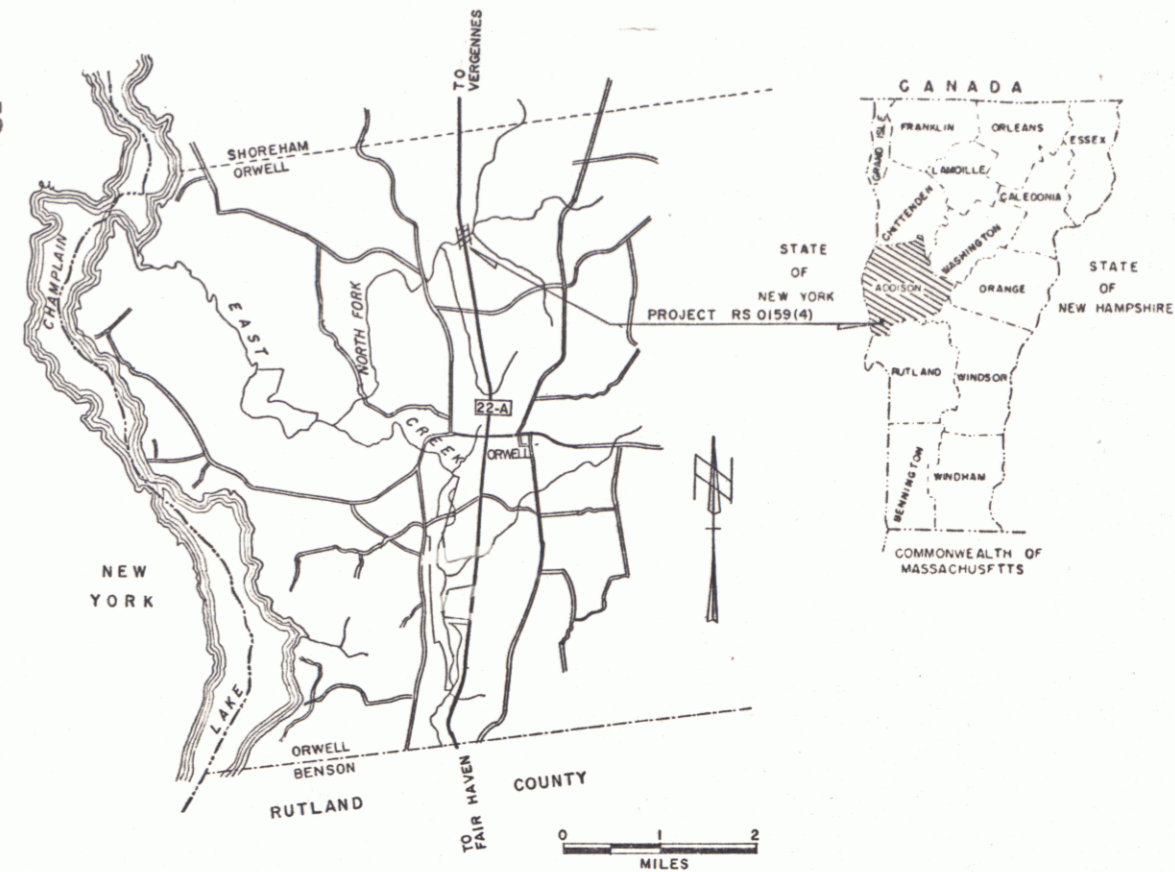 TO
VERGENNES
SHOREHAM
ORWELL
CHAMPLAIN
EAST
NORTH FORK
CREEK
22-A
ORWELL
PROJECT RS 0159(4)
NEW
YORK
LAKE
ORWELL
BENSON
RUTLAND COUNTY
TO
FAIR HAVEN
N
0 1 2
MILES
CANADA
GRAND ISLE
FRANKLIN
ORLEANS
ESSEX
LAMOILLE
CALEDONIA
CHITTENDEN
WASHINGTON
STATE
OF
NEW YORK
ADDISON
ORANGE
STATE
OF
NEW HAMPSHIRE
RUTLAND
WINDSOR
BENNINGTON
WINDHAM
COMMONWEALTH OF
MASSACHUSETTS